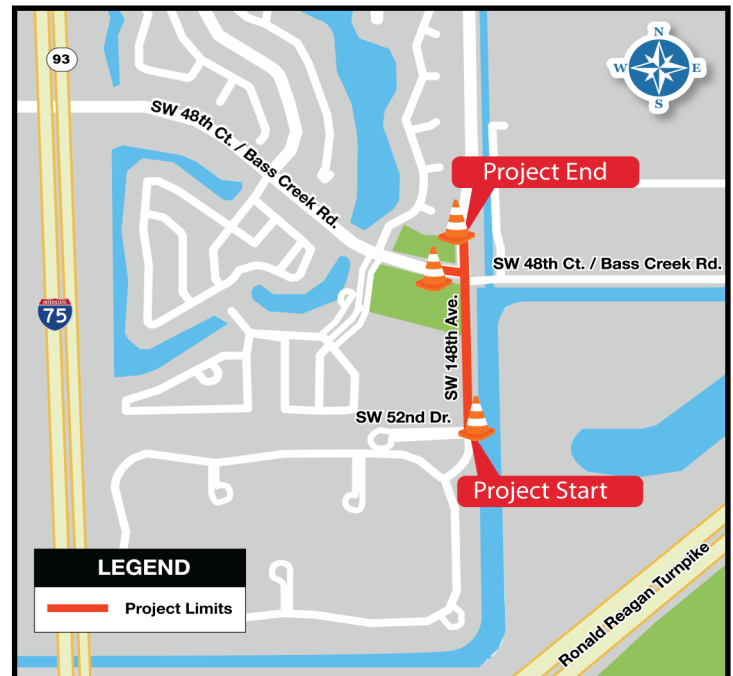 N
W
E
S
93
SW 48th Ct. / Bass Creek Rd.
Project End
SW 48th Ct. / Bass Creek Rd.
INTERSTATE
75
SW 148th Ave.
SW 52nd Dr.
Project Start
LEGEND
Project Limits
Ronald Reagan Turnpike